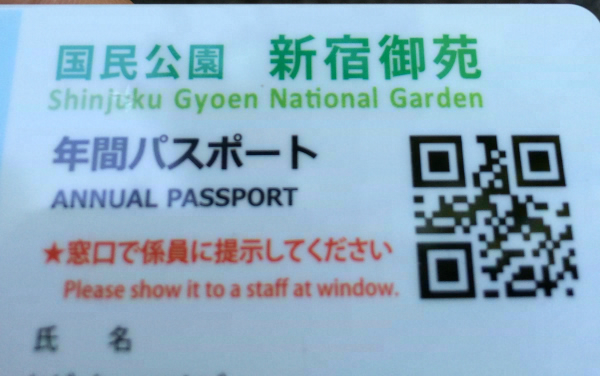 国民公園 新宿御苑
Shinjuku Gyoen National Garden
年間パスポート
ANNUAL PASSPORT
★窓口で係員に提示してください
Please show it to a staff at window.
氏 名